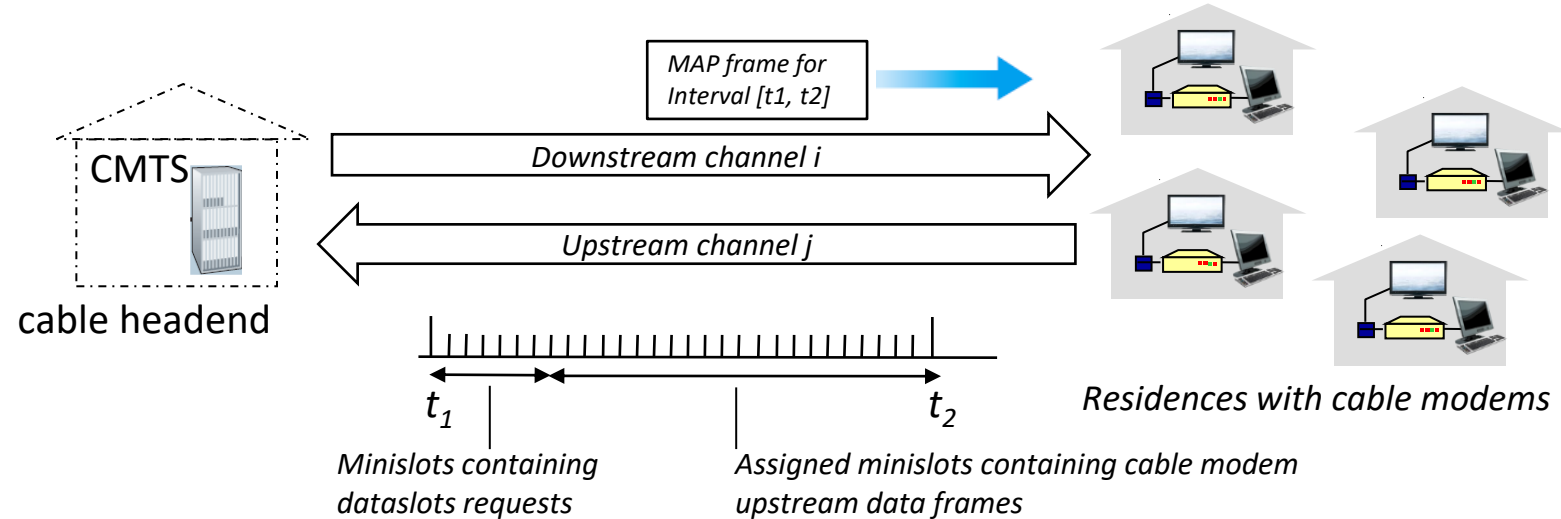 MAP frame for
Interval [t1, t2]
CMTS
Downstream channel i
Upstream channel j
cable headend
t1
t2
Residences with cable modems
Minislots containing
dataslots requests
Assigned minislots containing cable modem
upstream data frames